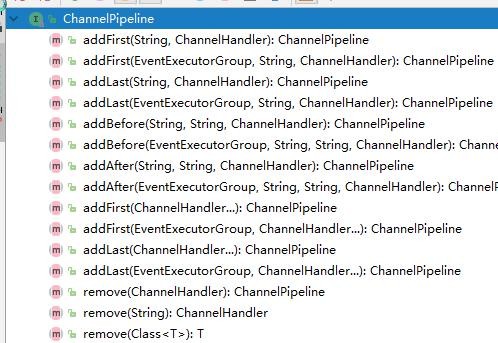 ChannelPipeline
addFirst(String, ChannelHandler): ChannelPipeline
addFirst(EventExecutorGroup, String, ChannelHandler): ChannelPipeline
addLast(String, ChannelHandler): ChannelPipeline
addLast(EventExecutorGroup, String, ChannelHandler): ChannelPipeline
addBefore(String, String, ChannelHandler): ChannelPipeline
addBefore(EventExecutorGroup, String, String, ChannelHandler): Chann
addAfter(String, String, ChannelHandler): ChannelPipeline
addAfter(EventExecutorGroup, String, String, ChannelHandler): Channel
addFirst(ChannelHandler...): ChannelPipeline
addFirst(EventExecutorGroup, ChannelHandler...): ChannelPipeline
addLast(ChannelHandler...): ChannelPipeline
addLast(EventExecutorGroup, ChannelHandler...): ChannelPipeline
remove(ChannelHandler): ChannelPipeline
remove(String): ChannelHandler
remove(Class<T>): T